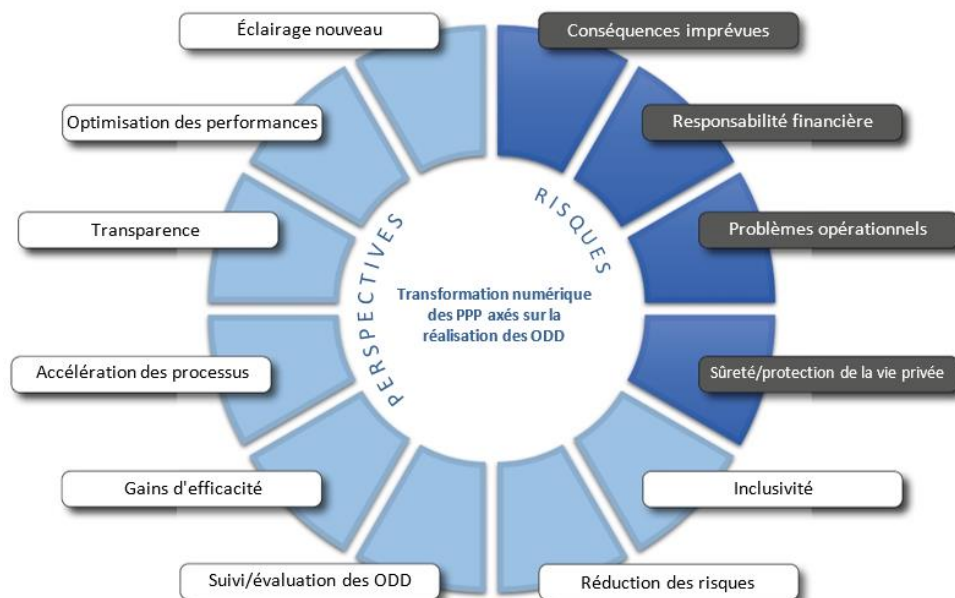 Éclairage nouveau
Conséquences imprévues
Optimisation des performances
Responsabilité financière
Transparence
Problèmes opérationnels
RISQUES
PERSPECTIVES
Transformation numérique
des PPP axés sur la
réalisation des ODD
Accélération des processus
Sûreté/protection de la vie privée
Gains d'efficacité
Inclusivité
Suivi/évaluation des ODD
Réduction des risques